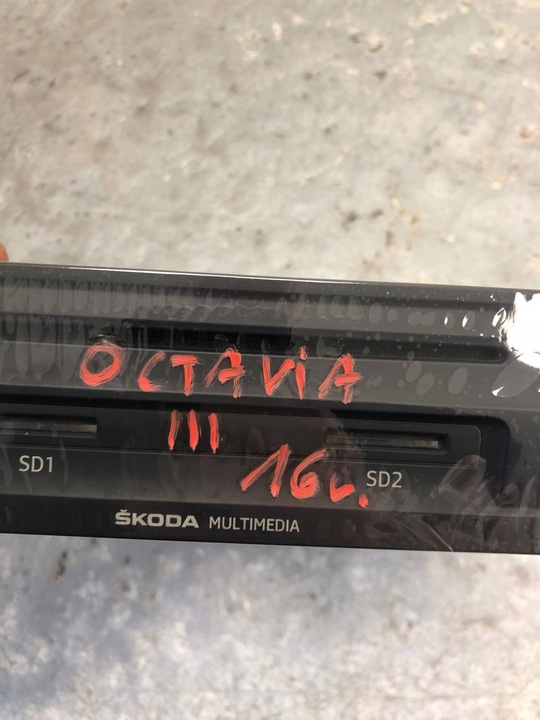 OCTAViA
III
SD1
16r.
SD2
ŠKODA MULTIMEDIA